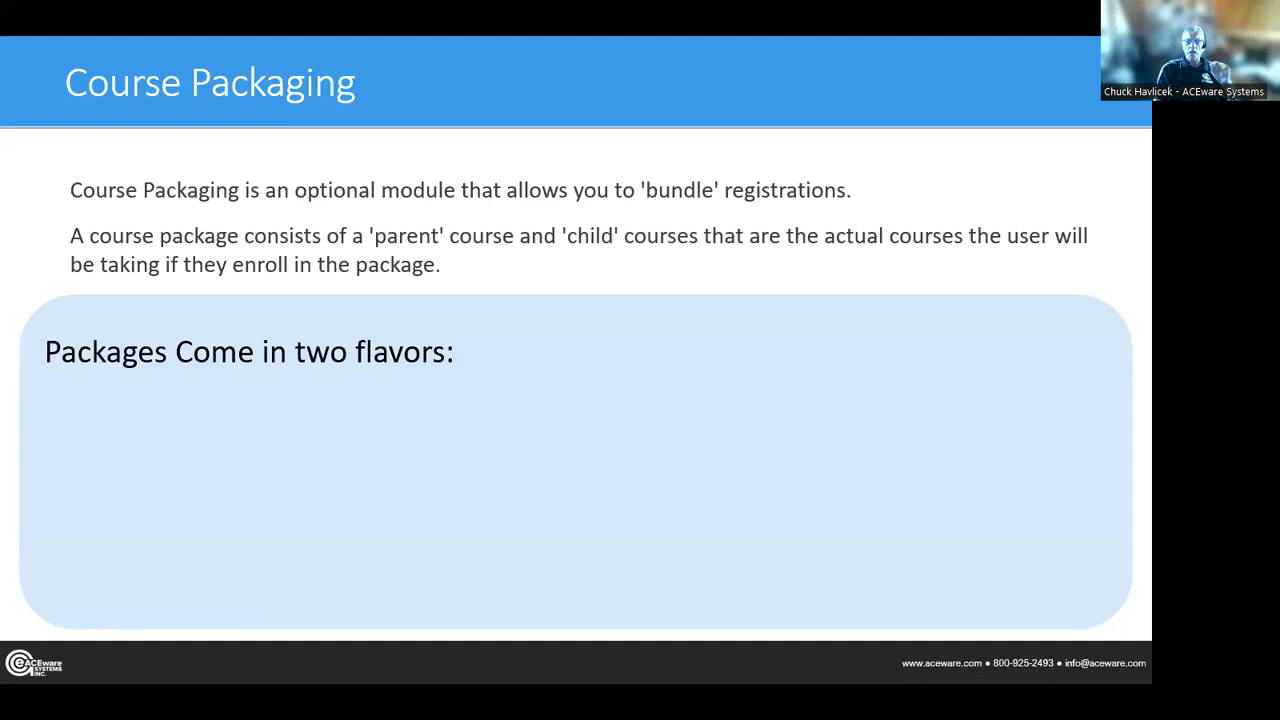 Course Packaging
Chuck Havlicek - ACEware Systems
Course Packaging is an optional module that allows you to 'bundle' registrations.
A course package consists of a 'parent' course and 'child' courses that are the actual courses the user will
be taking if they enroll in the package.
Packages Come in two flavors:
ACEware
SYSTEMS
INC.
www.aceware.com ● 800-925-2493 ● info@aceware.com